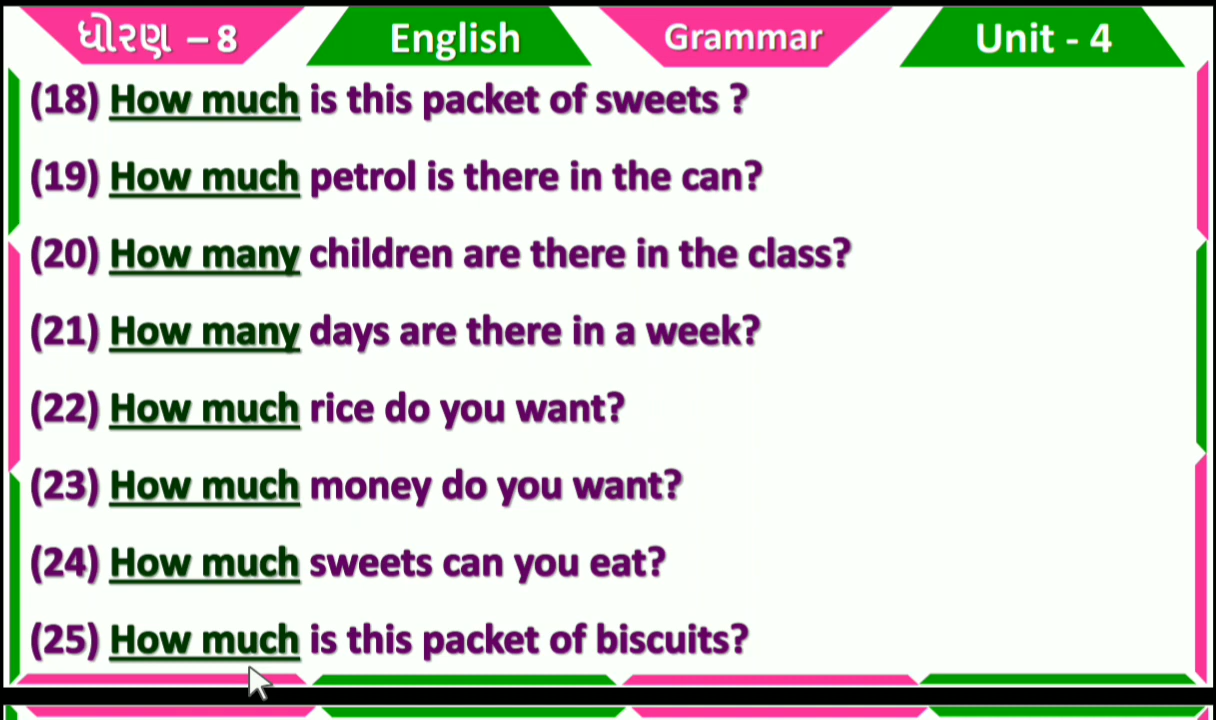 ધોરણ – 8 English Grammar Unit - 4
(18) How much is this packet of sweets ?
(19) How much petrol is there in the can?
(20) How many children are there in the class?
(21) How many days are there in a week?
(22) How much rice do you want?
(23) How much money do you want?
(24) How much sweets can you eat?
(25) How much is this packet of biscuits?